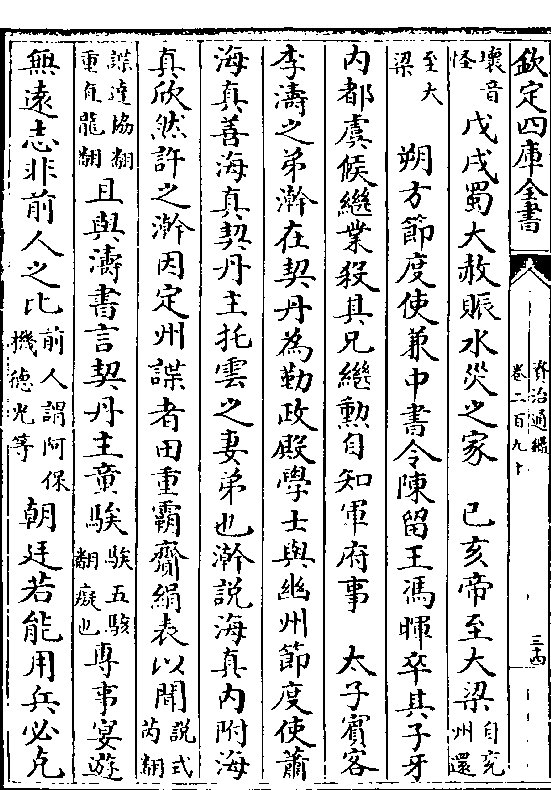 欽定四庫全書
資治通鑑
卷二百九十
三十四
壞音怪戊戌蜀大赦賑水災之家　己亥帝至大梁自兖州還
至大梁　朔方節度使兼中書令陳留王馮暉卒其子牙
内都虞候繼業殺其兄繼勲自知軍府事　太子賔客
李濤之弟澣在契丹為勤政殿學士與幽州節度使蕭
海真善海真契丹主托雲之妻弟也澣説海真内附海
真欣然許之澣因定州諜者田重霸齎絹表以聞説式芮翻
諜達協翻重直龍翻且與濤書言契丹主童騃騃五駭翻癡也専事宴遊
無遠志非前人之比前人謂阿保機德光等朝廷若能用兵必克